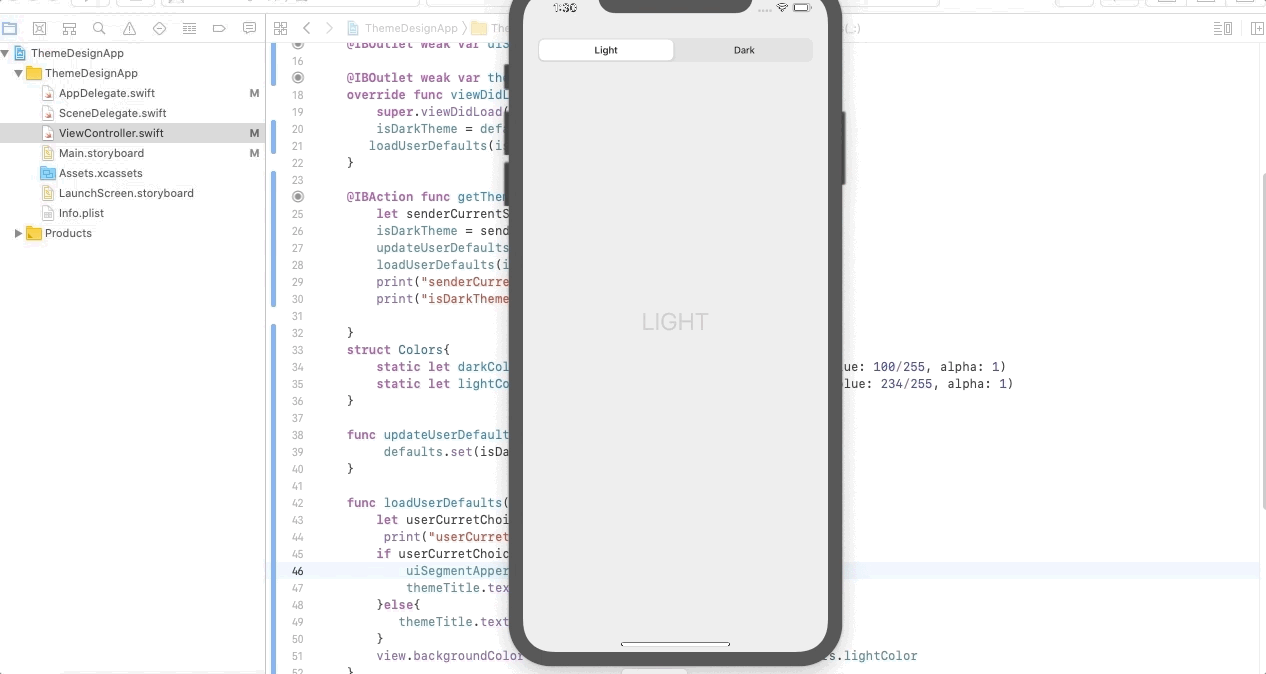 ThemeDesignApp
ThemeDesignApp
AppDelegate.swift M
SceneDelegate.swift
ViewController.swift M
Main.storyboard M
Assets.xcassets
LaunchScreen.storyboard
Info.plist
Products
ThemeDesignApp
(_:)
@IBOutlet weak var uiS
16
@IBOutlet weak var the
18 override func viewDidL
19 super.viewDidLoad(
20 isDarkTheme = defa
21 loadUserDefaults(is
22 }
23
@IBAction func getThem
25 let senderCurrentS
26 isDarkTheme = send
27 updateUserDefaults
28 loadUserDefaults(i
29 print("senderCurre
30 print("isDarkTheme
31
32 }
33 struct Colors{
34 static let darkCol ue: 100/255, alpha: 1)
35 static let lightCo lue: 234/255, alpha: 1)
36 }
37
38 func updateUserDefault
39 defaults.set(isDa
40 }
41
42 func loadUserDefaults(
43 let userCurretChoi
44 print("userCurret
45 if userCurretChoic
46 uiSegmentApper
47 themeTitle.tex
48 }else{
49 themeTitle.text
50 }
51 view.backgroundColor s.lightColor
52 }
1:30
Light
Dark
LIGHT